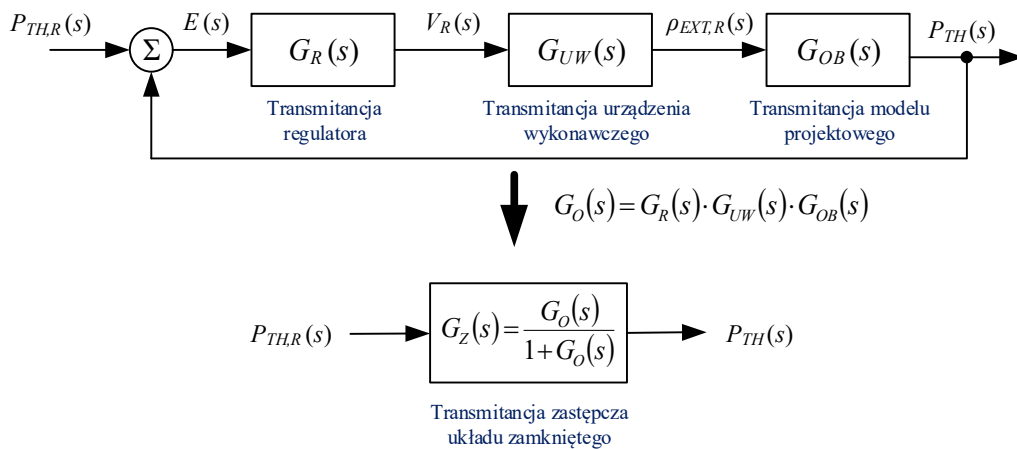 P_{TH,R}(s)
Σ
E(s)
G_R(s)
V_R(s)
G_{UW}(s)
ρ_{EXT,R}(s)
G_{OB}(s)
P_{TH}(s)
Transmitancja
regulatora
Transmitancja urządzenia
wykonawczego
Transmitancja modelu
projektowego
G_O(s) = G_R(s) · G_{UW}(s) · G_{OB}(s)
P_{TH,R}(s)
G_Z(s) = \frac{G_O(s)}{1 + G_O(s)}
P_{TH}(s)
Transmitancja zastępcza
układu zamkniętego